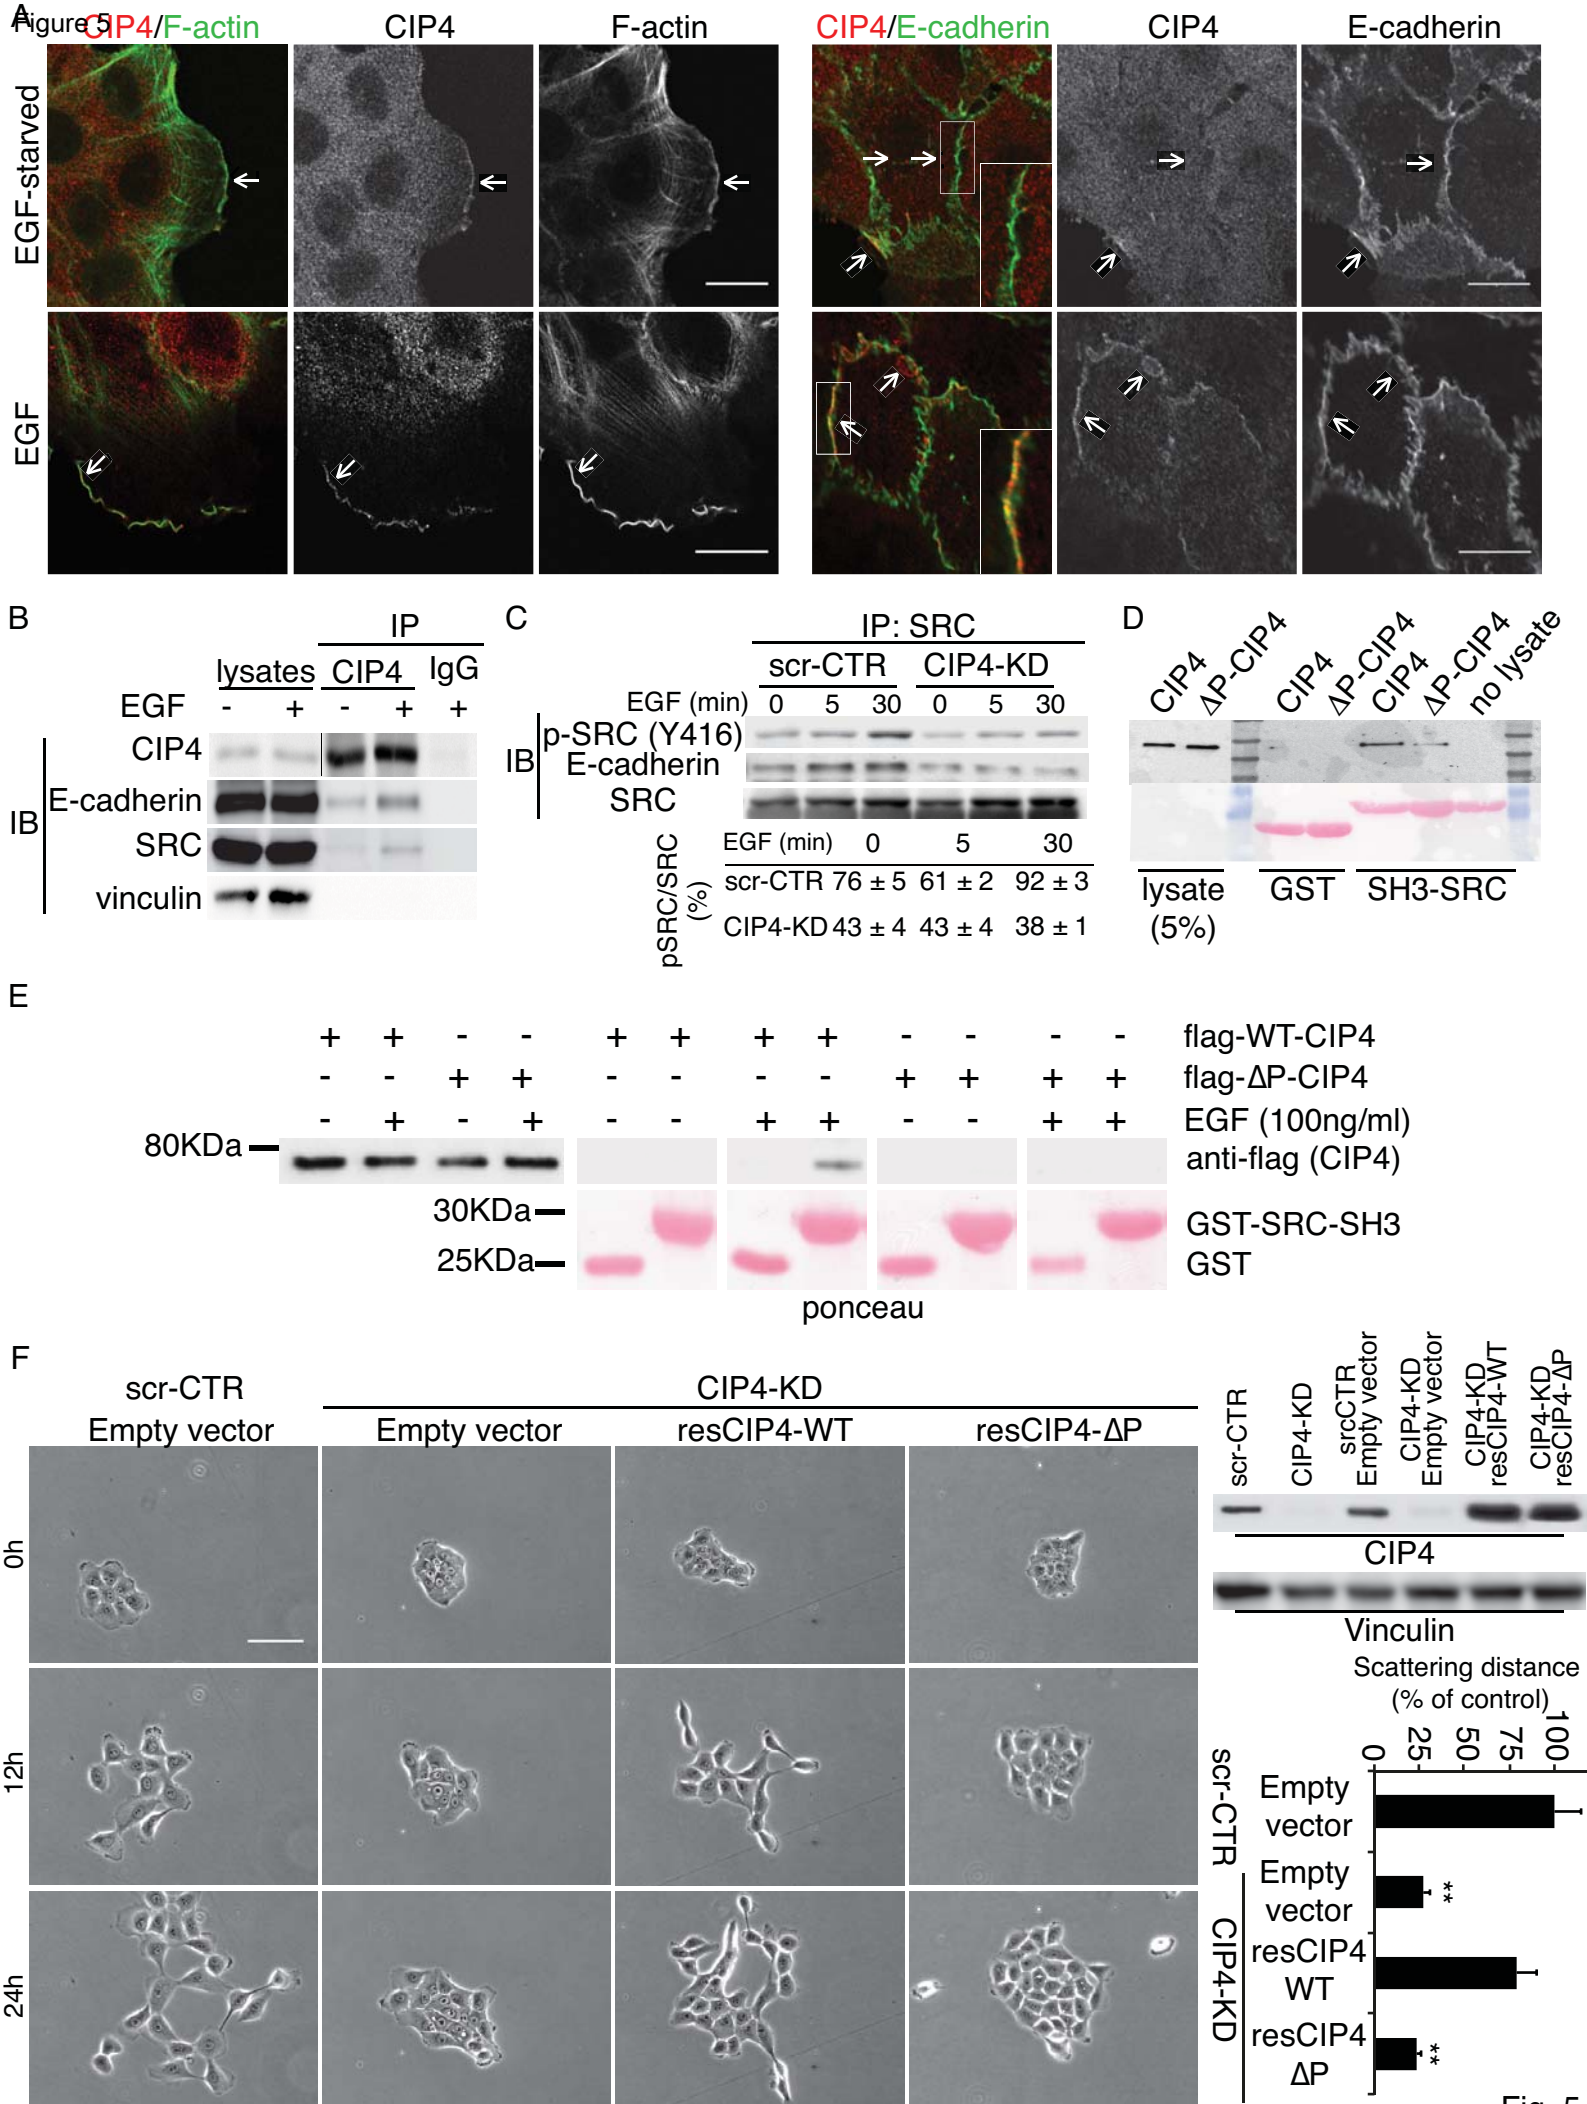 A
Figure 5
CIP4/F-actin CIP4 F-actin CIP4/E-cadherin CIP4 E-cadherin
EGF-starved
EGF
B
IP
lysates CIP4 IgG
EGF - + - + +
CIP4
E-cadherin
SRC
vinculin
IB
C
IP: SRC
scr-CTR CIP4-KD
EGF (min) 0 5 30 0 5 30
p-SRC (Y416)
E-cadherin
SRC
IB
EGF (min) 0 5 30
scr-CTR 76 ± 5 61 ± 2 92 ± 3
CIP4-KD 43 ± 4 43 ± 4 38 ± 1
pSRC/SRC
(%)
D
CIP4 ΔP-CIP4 CIP4 ΔP-CIP4 CIP4 ΔP-CIP4 no lysate
lysate GST SH3-SRC
(5%)
E
+ + - - + + + + - - - - flag-WT-CIP4
- - + + - - - - + + + + flag-ΔP-CIP4
- + - + - - + + - - + + EGF (100ng/ml)
80KDa anti-flag (CIP4)
30KDa GST-SRC-SH3
25KDa GST
ponceau
F
scr-CTR CIP4-KD
Empty vector Empty vector resCIP4-WT resCIP4-ΔP
0h
12h
24h
scr-CTR
CIP4-KD
srcCTR
Empty vector
CIP4-KD
Empty vector
CIP4-KD
resCIP4-WT
CIP4-KD
resCIP4-ΔP
CIP4
Vinculin
Scattering distance
(% of control)
0 25 50 75 100
scr-CTR
Empty
vector
CIP4-KD
Empty
vector
**
resCIP4
WT
resCIP4
ΔP
**
Fig. 5